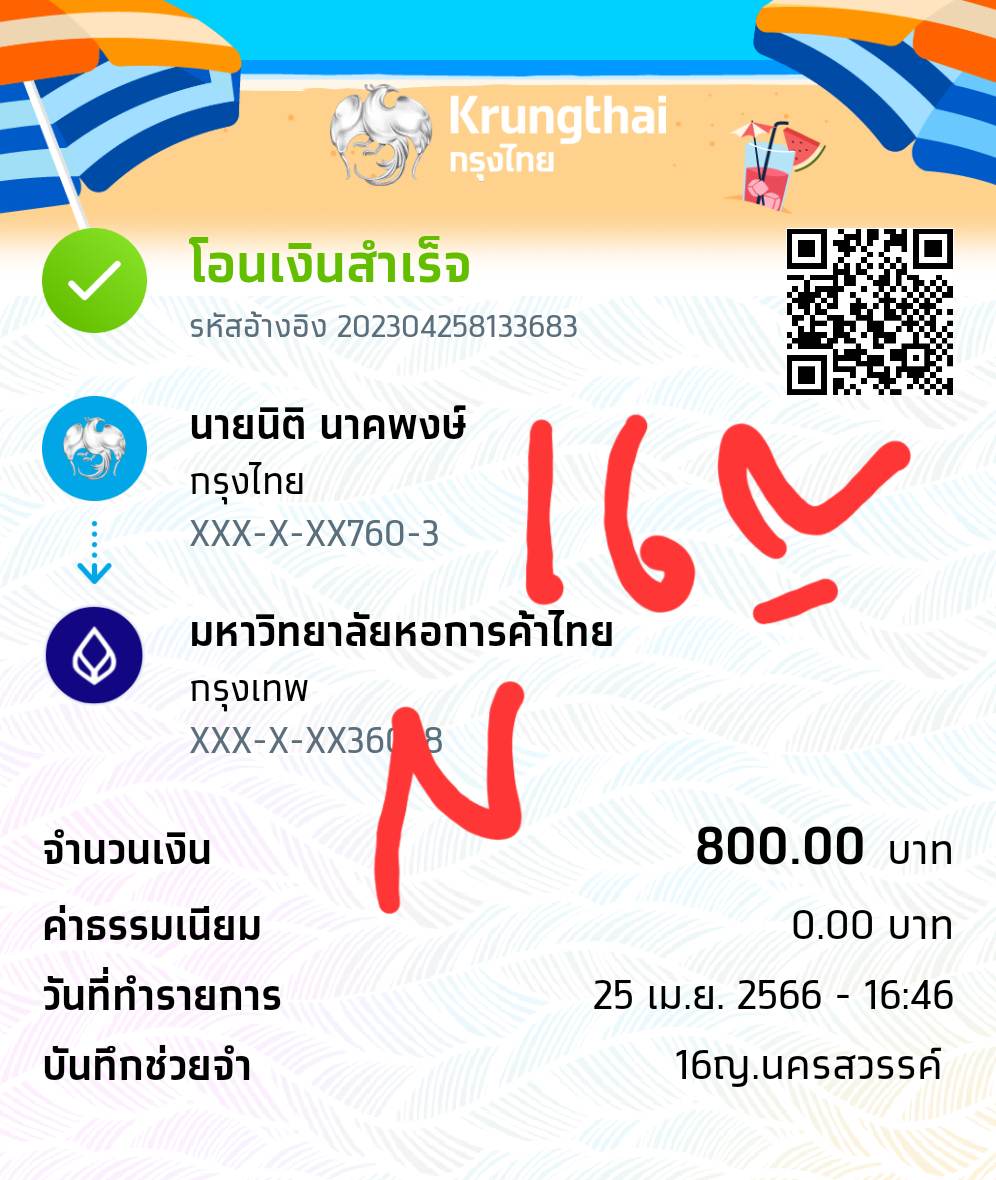 Krungthai
กรุงไทย
โอนเงินสำเร็จ
รหัสอ้างอิง 202304258133683
นายนิติ นาคพงษ์
กรุงไทย
XXX-X-XX760-3
16
มหาวิทยาลัยหอการค้าไทย
กรุงเทพ
N
จำนวนเงิน 800.00 บาท
ค่าธรรมเนียม 0.00 บาท
วันที่ทำรายการ 25 เม.ย. 2566 - 16:46
บันทึกช่วยจำ 16ญ.นครสวรรค์